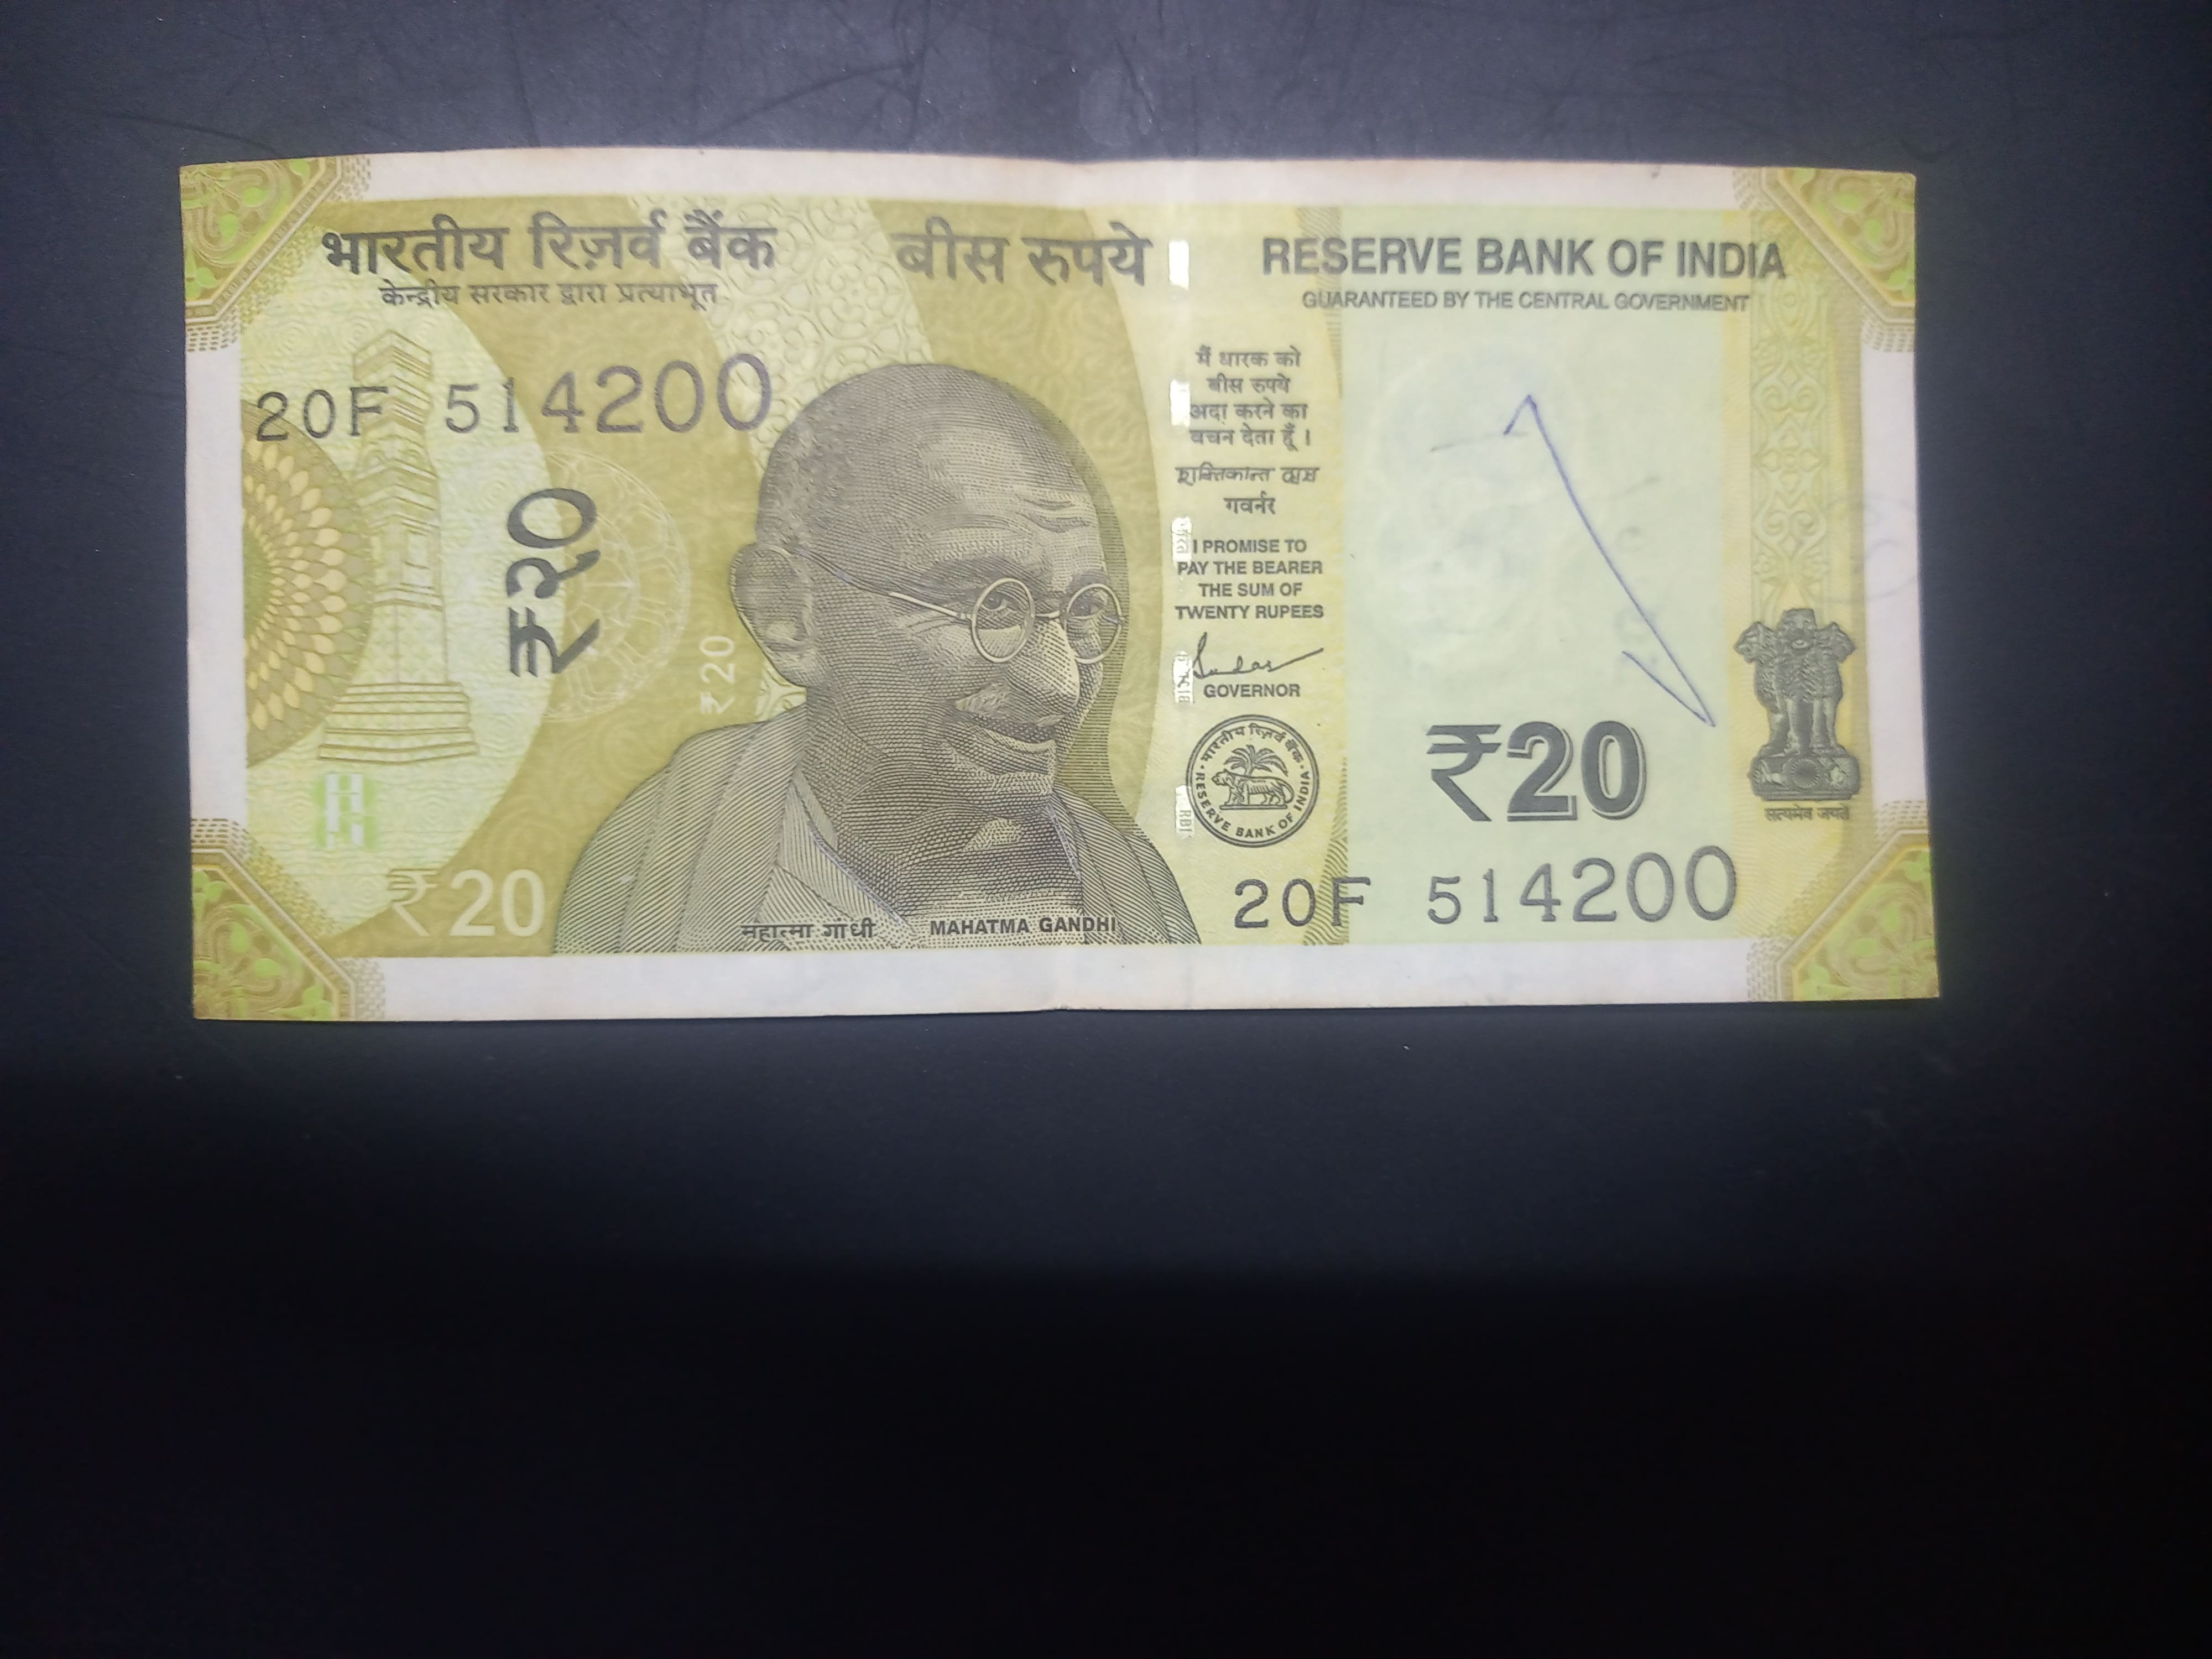 भारतीय रिज़र्व बैंक
केन्द्रीय सरकार द्वारा प्रत्याभूत
बीस रुपये
RESERVE BANK OF INDIA
GUARANTEED BY THE CENTRAL GOVERNMENT
20F 514200
₹२०
₹20
₹20
महात्मा गांधी
MAHATMA GANDHI
मैं धारक को
बीस रुपये
अदा करने का
वचन देता हूँ ।
शक्तिकान्त दास
गवर्नर
I PROMISE TO
PAY THE BEARER
THE SUM OF
TWENTY RUPEES
GOVERNOR
भारतीय रिज़र्व बैंक
RESERVE BANK OF INDIA
₹20
सत्यमेव जयते
20F 514200